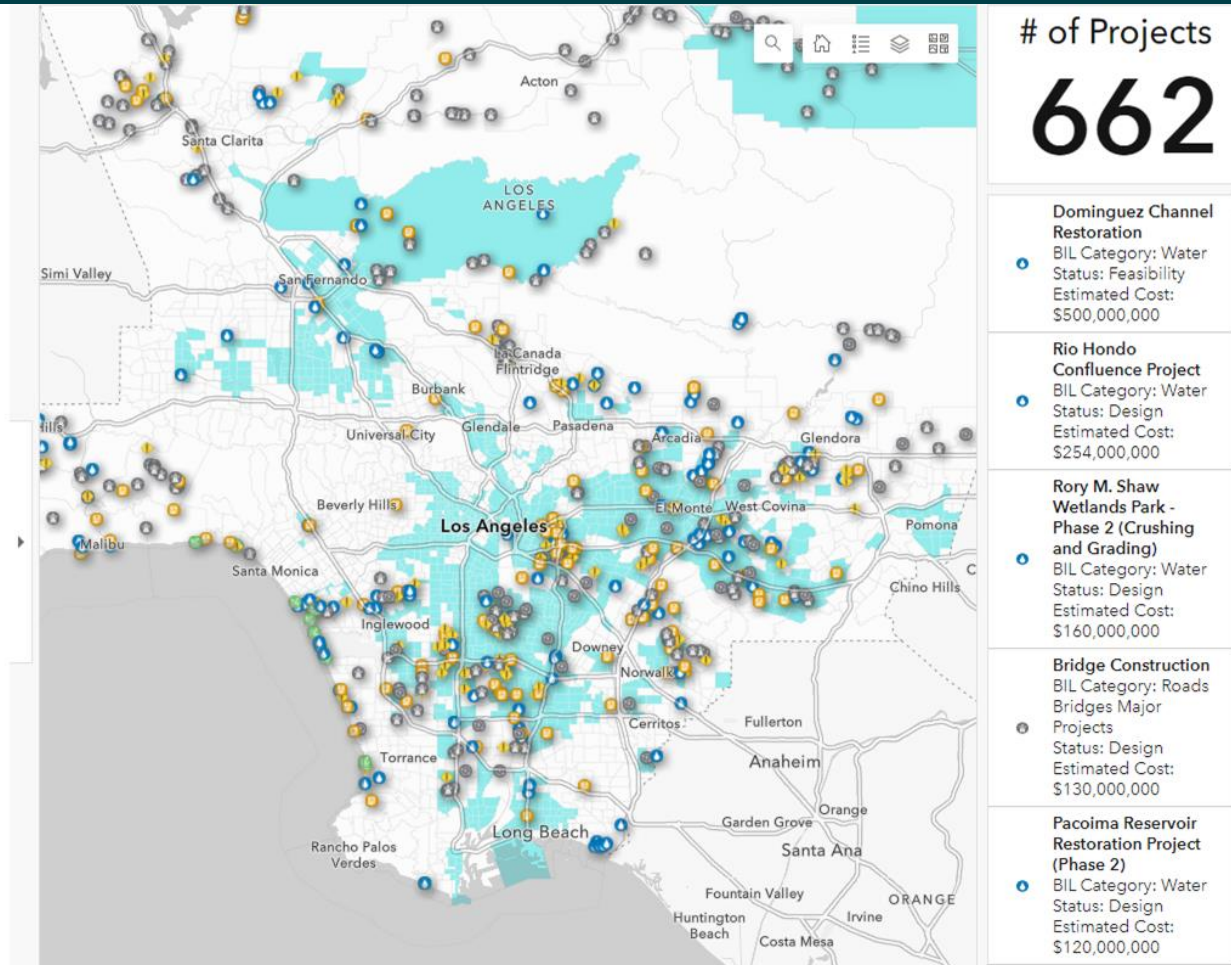 Acton
Santa Clarita
LOS
ANGELES
Simi Valley
San Fernando
La Canada
Flintridge
Burbank
Hills
Universal City
Glendale
Pasadena
Arcadia
Glendora
Beverly Hills
El Monte
West Covina
Los Angeles
Pomona
Malibu
Santa Monica
Chino Hills
C
Inglewood
Downey
Norwalk
Cerritos
Fullerton
Torrance
Anaheim
Orange
Garden Grove
Long Beach
Santa Ana
Rancho Palos
Verdes
Fountain Valley
ORANGE
Huntington
Beach
Irvine
Costa Mesa
# of Projects
662
Dominguez Channel
Restoration
BIL Category: Water
Status: Feasibility
Estimated Cost:
$500,000,000
Rio Hondo
Confluence Project
BIL Category: Water
Status: Design
Estimated Cost:
$254,000,000
Rory M. Shaw
Wetlands Park -
Phase 2 (Crushing
and Grading)
BIL Category: Water
Status: Design
Estimated Cost:
$160,000,000
Bridge Construction
BIL Category: Roads
Bridges Major
Projects
Status: Design
Estimated Cost:
$130,000,000
Pacoima Reservoir
Restoration Project
(Phase 2)
BIL Category: Water
Status: Design
Estimated Cost:
$120,000,000